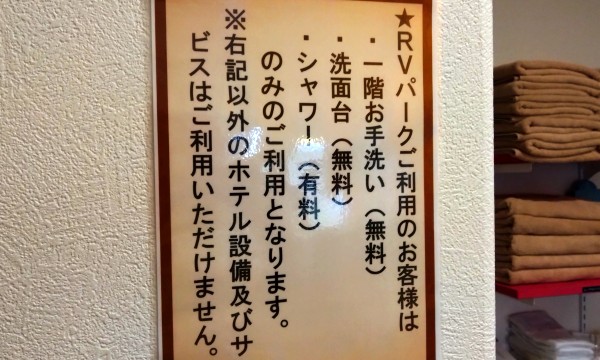 ★RVパークご利用のお客様は
・一階お手洗い（無料）
・洗面台（無料）
・シャワー（有料）
のみのご利用となります。
※右記以外のホテル設備及びサ
ビスはご利用いただけません。